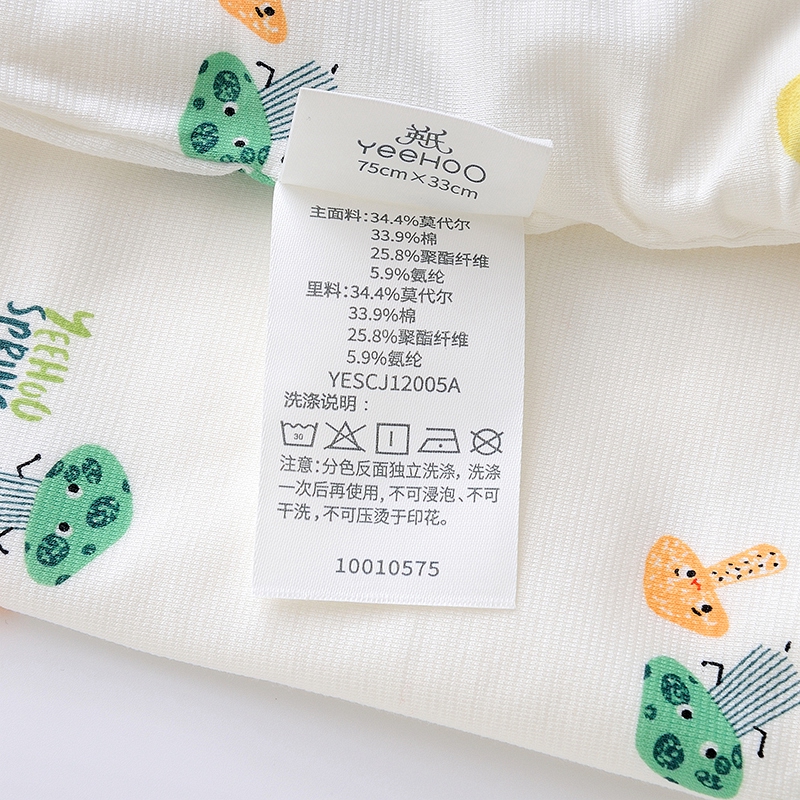 英氏
YeeHOO
75cm×33cm
主面料:34.4%莫代尔
33.9%棉
25.8%聚酯纤维
5.9%氨纶
里料:34.4%莫代尔
33.9%棉
25.8%聚酯纤维
5.9%氨纶
YESCJ12005A
洗涤说明：
30
注意：分色反面独立洗涤，洗涤
一次后再使用，不可浸泡、不可
干洗，不可压烫于印花。
10010575
YEEHOO